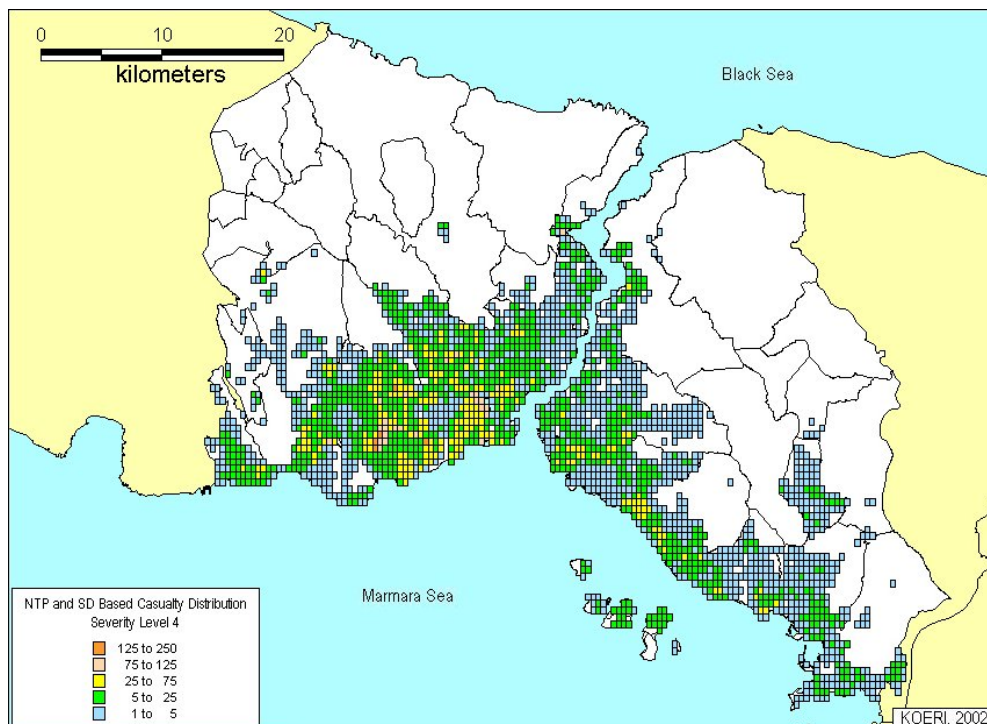 0 20
kilometers
Black Sea
Marmara Sea
NTP and SD Based Casualty Distribution
Severity Level 4
125 to 250
75 to 125
25 to 75
5 to 25
1 to 5
KOERI, 2002